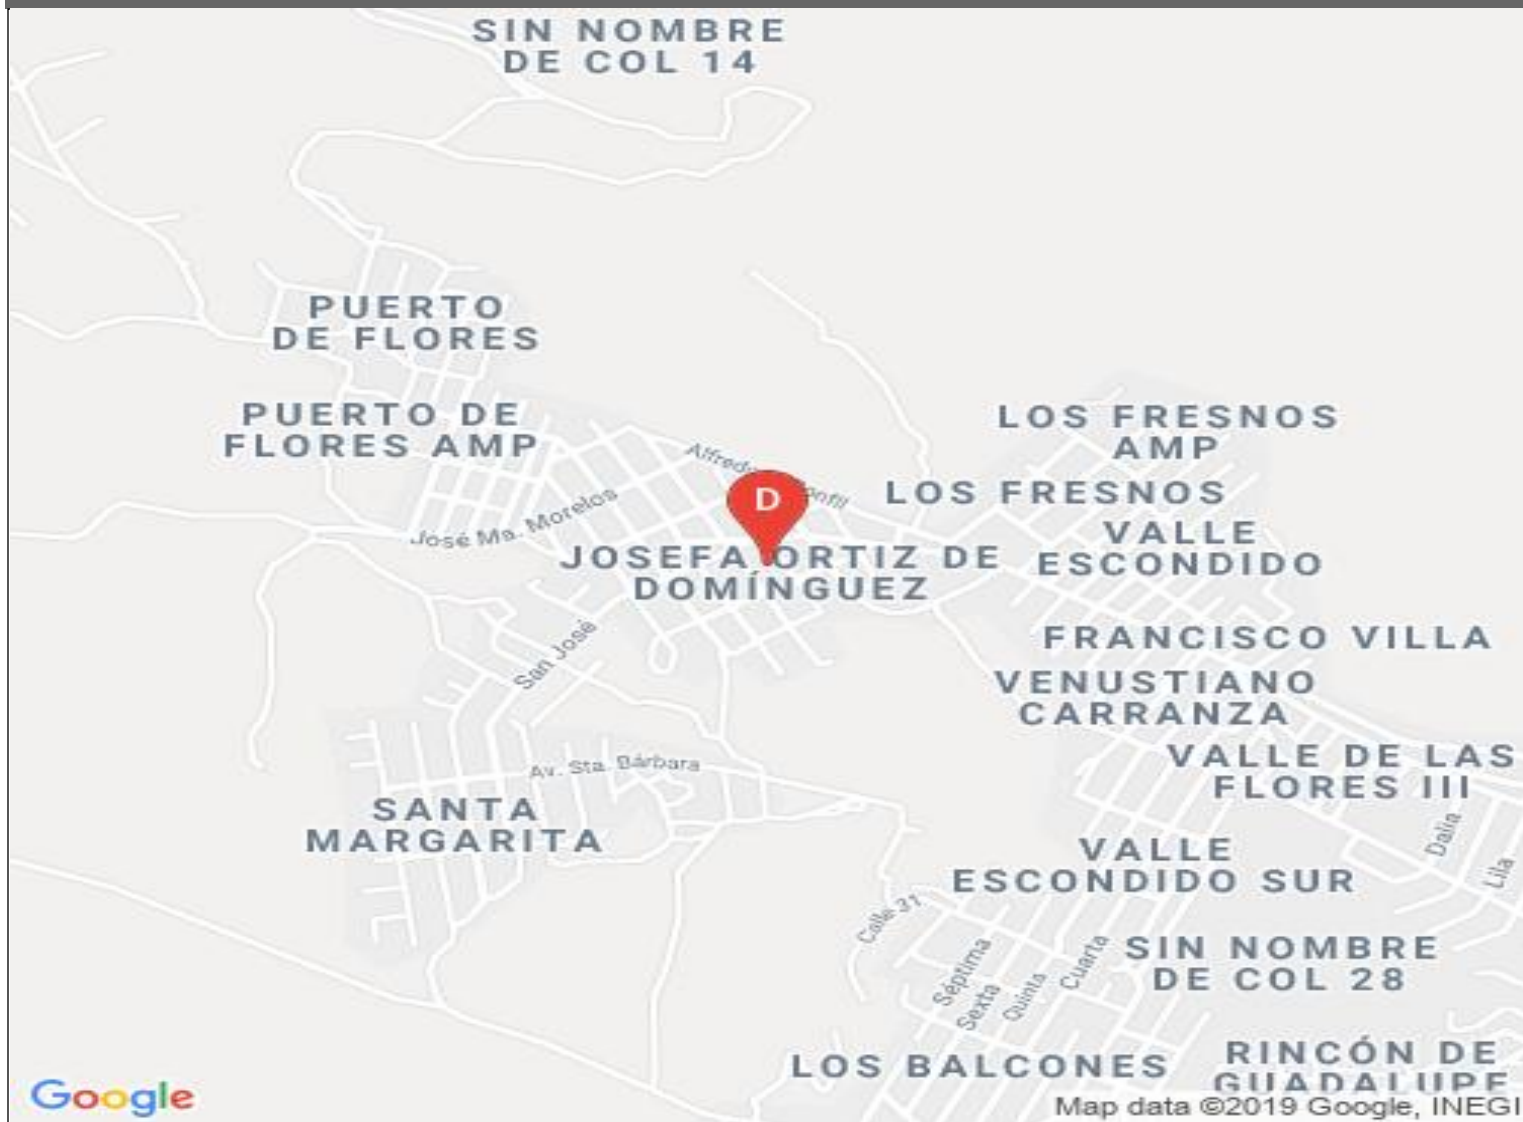 SIN NOMBRE
DE COL 14
PUERTO
DE FLORES
PUERTO DE
FLORES AMP
LOS FRESNOS
AMP
Alfredo
onfil
D
LOS FRESNOS
José Ma. Morelos
VALLE
ESCONDIDO
JOSEFA ORTIZ DE
DOMÍNGUEZ
San José
FRANCISCO VILLA
VENUSTIANO
CARRANZA
VALLE DE LAS
FLORES III
Av. Sta. Bárbara
SANTA
MARGARITA
Dalia
Lila
VALLE
ESCONDIDO SUR
Calle 31
Séptima
Sexta
Quinta
Cuarta
SIN NOMBRE
DE COL 28
LOS BALCONES
RINCÓN DE
GUADALUPE
Google
Map data ©2019 Google, INEGI